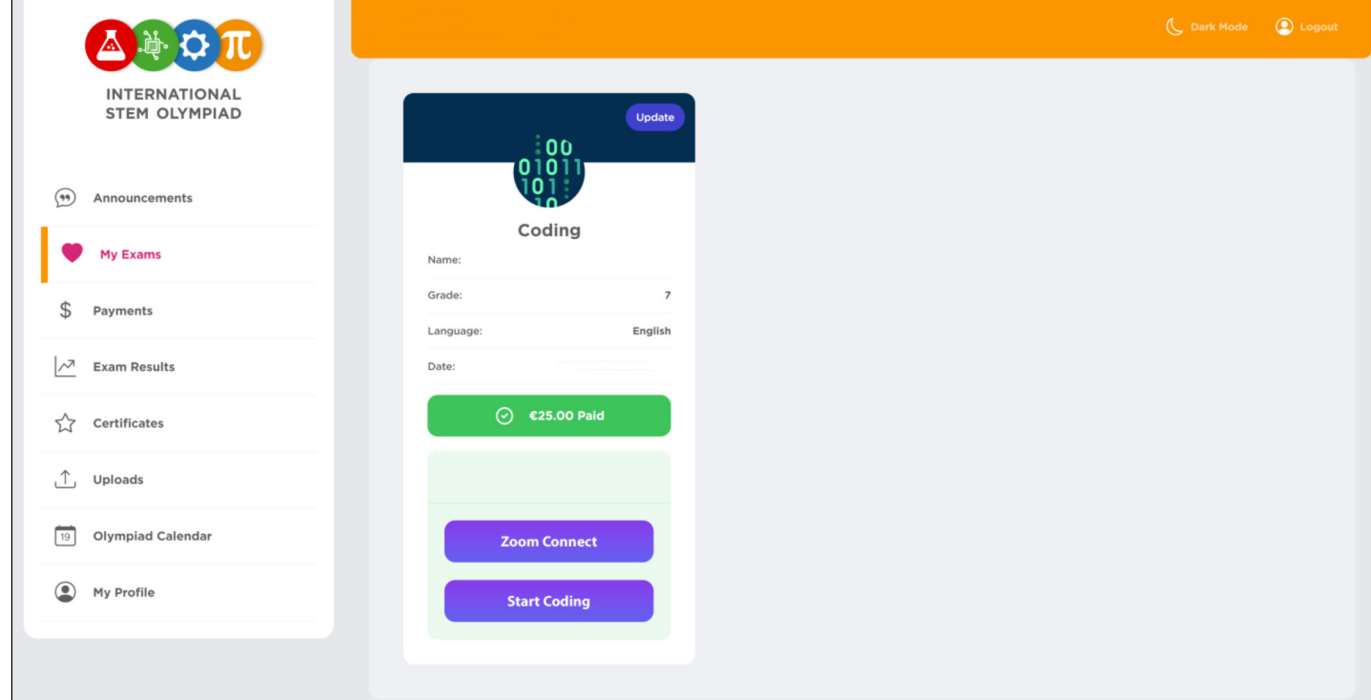 INTERNATIONAL
STEM OLYMPIAD
Announcements
My Exams
Payments
Exam Results
Certificates
Uploads
19
Olympiad Calendar
My Profile
Dark Mode
Logout
Update
00
01011
101
10
Coding
Name:
Grade: 7
Language: English
Date:
€25.00 Paid
Zoom Connect
Start Coding